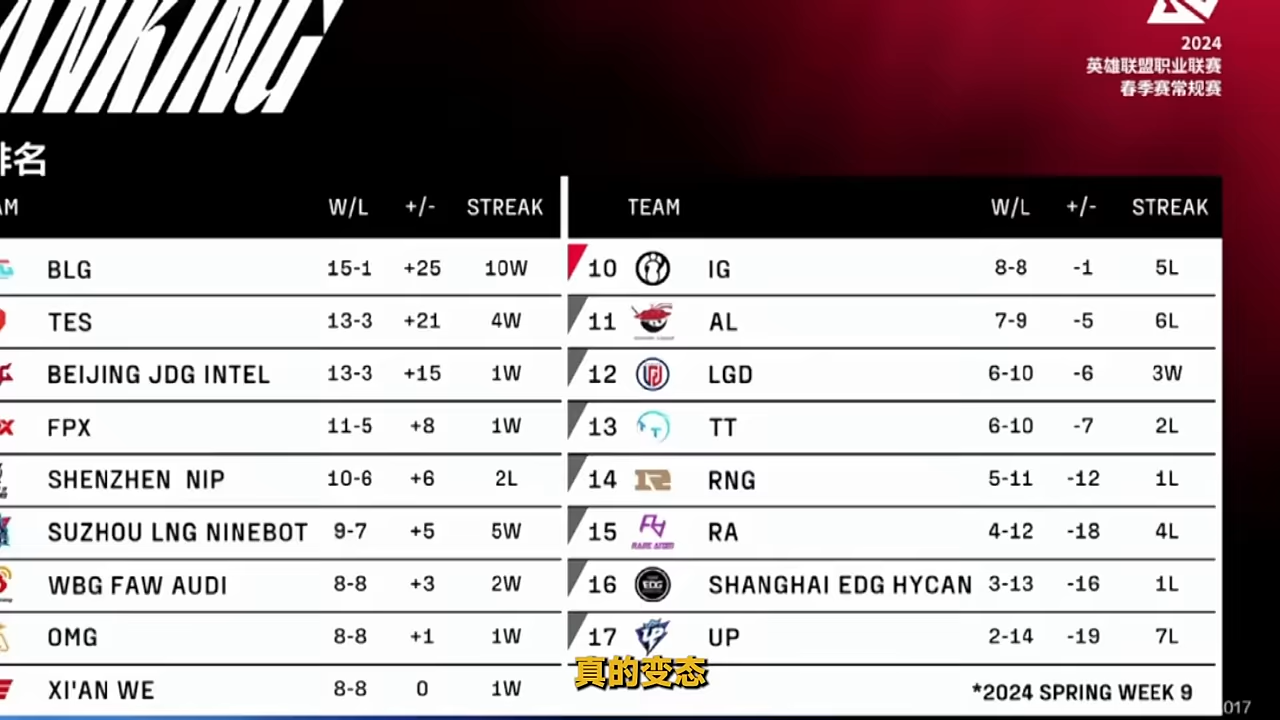 RANKING
2024
英雄联盟职业联赛
春季赛常规赛
排名
W/L +/- STREAK
BLG 15-1 +25 10W
TES 13-3 +21 4W
BEIJING JDG INTEL 13-3 +15 1W
FPX 11-5 +8 1W
SHENZHEN NIP 10-6 +6 2L
SUZHOU LNG NINEBOT 9-7 +5 5W
WBG FAW AUDI 8-8 +3 2W
OMG 8-8 +1 1W
XI'AN WE 8-8 0 1W
TEAM W/L +/- STREAK
10 IG 8-8 -1 5L
11 AL 7-9 -5 6L
12 LGD 6-10 -6 3W
13 TT 6-10 -7 2L
14 RNG 5-11 -12 1L
15 RA 4-12 -18 4L
16 SHANGHAI EDG HYCAN 3-13 -16 1L
17 UP 2-14 -19 7L
*2024 SPRING WEEK 9
真的变态
017